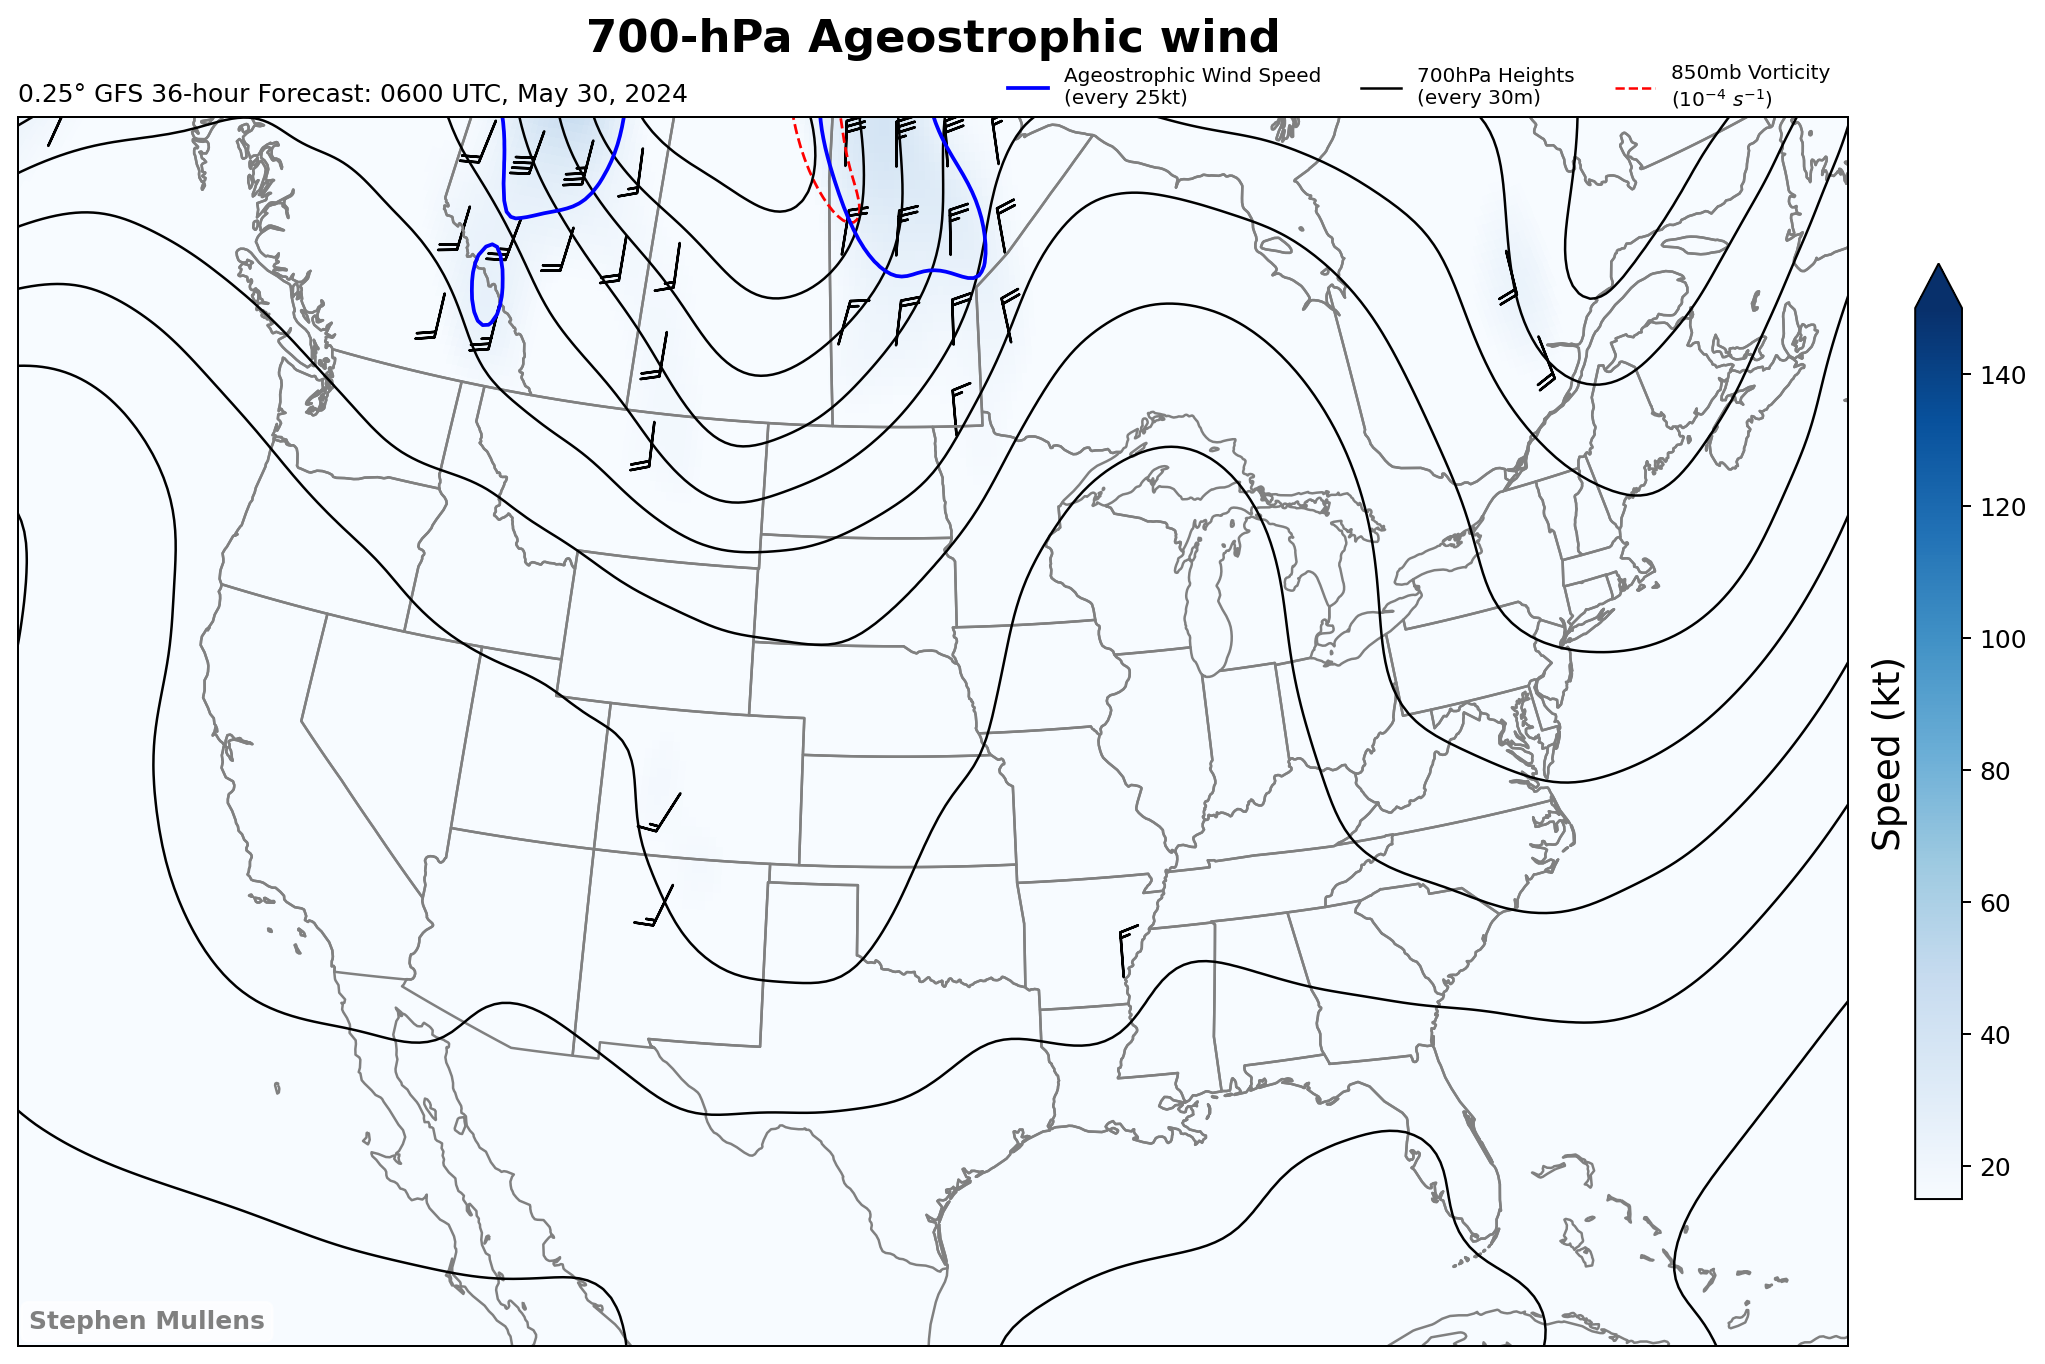 700-hPa Ageostrophic wind
0.25° GFS 36-hour Forecast: 0600 UTC, May 30, 2024
Ageostrophic Wind Speed
(every 25kt)
700hPa Heights
(every 30m)
850mb Vorticity
(10⁻⁴ s⁻¹)
140
120
100
80
60
40
20
Speed (kt)
Stephen Mullens